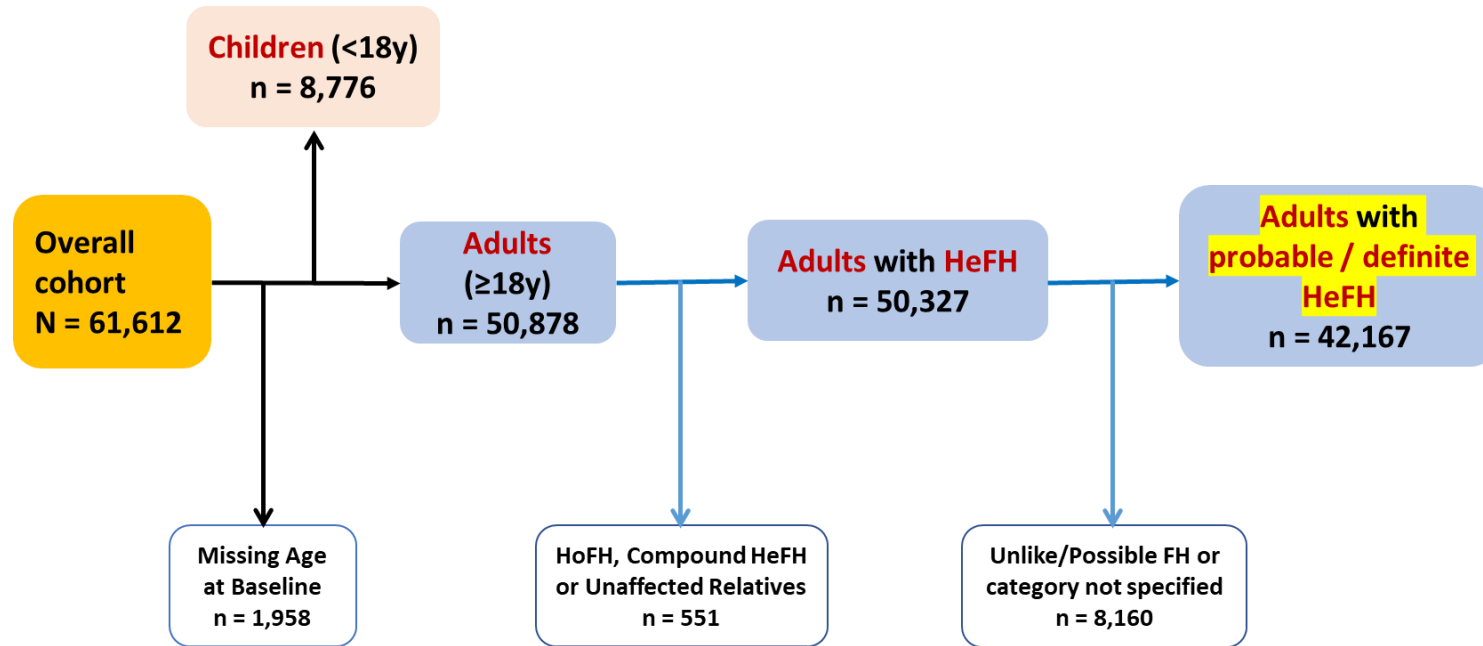 Children (<18y)
n = 8,776
Overall
cohort
N = 61,612
Adults
(≥18y)
n = 50,878
Adults with HeFH
n = 50,327
Adults with
probable / definite
HeFH
n = 42,167
Missing Age
at Baseline
n = 1,958
HoFH, Compound HeFH
or Unaffected Relatives
n = 551
Unlike/Possible FH or
category not specified
n = 8,160